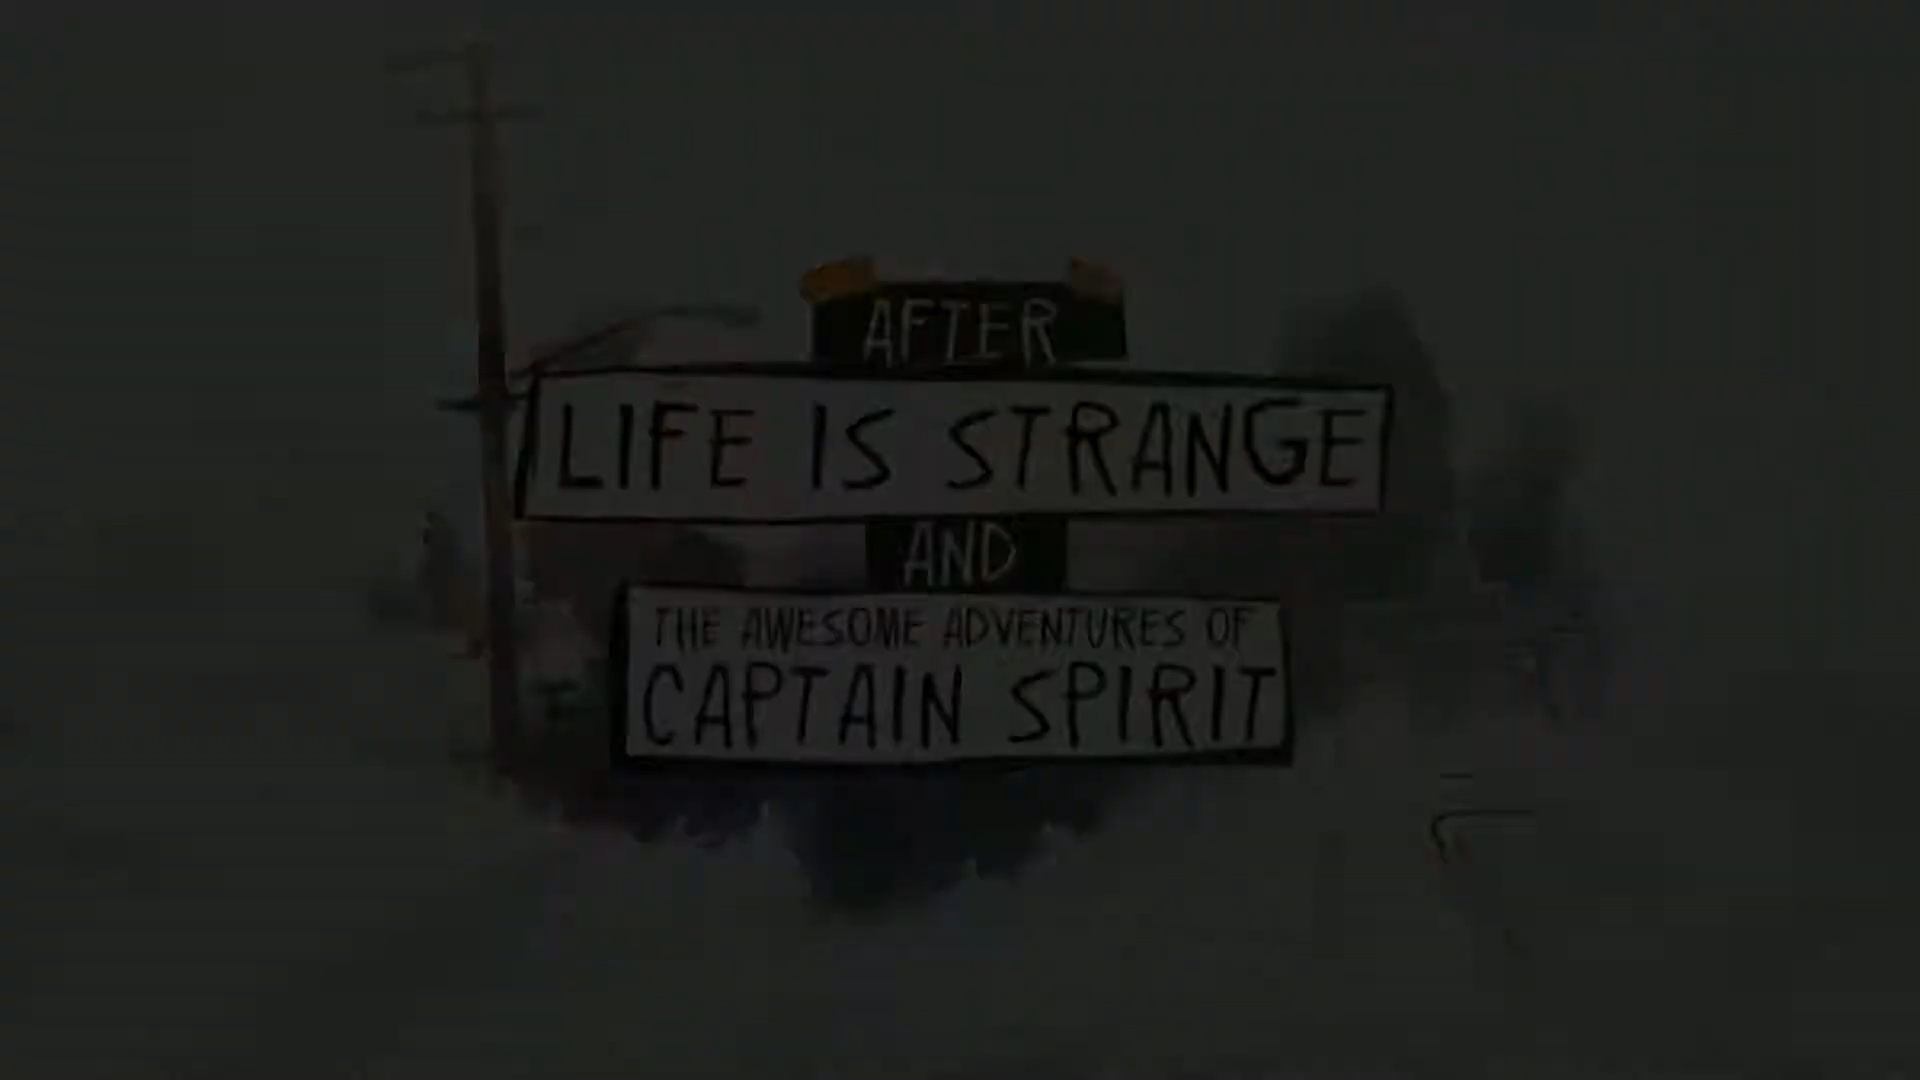 AFTER
LIFE IS STRANGE
AND
THE AWESOME ADVENTURES OF
CAPTAIN SPIRIT